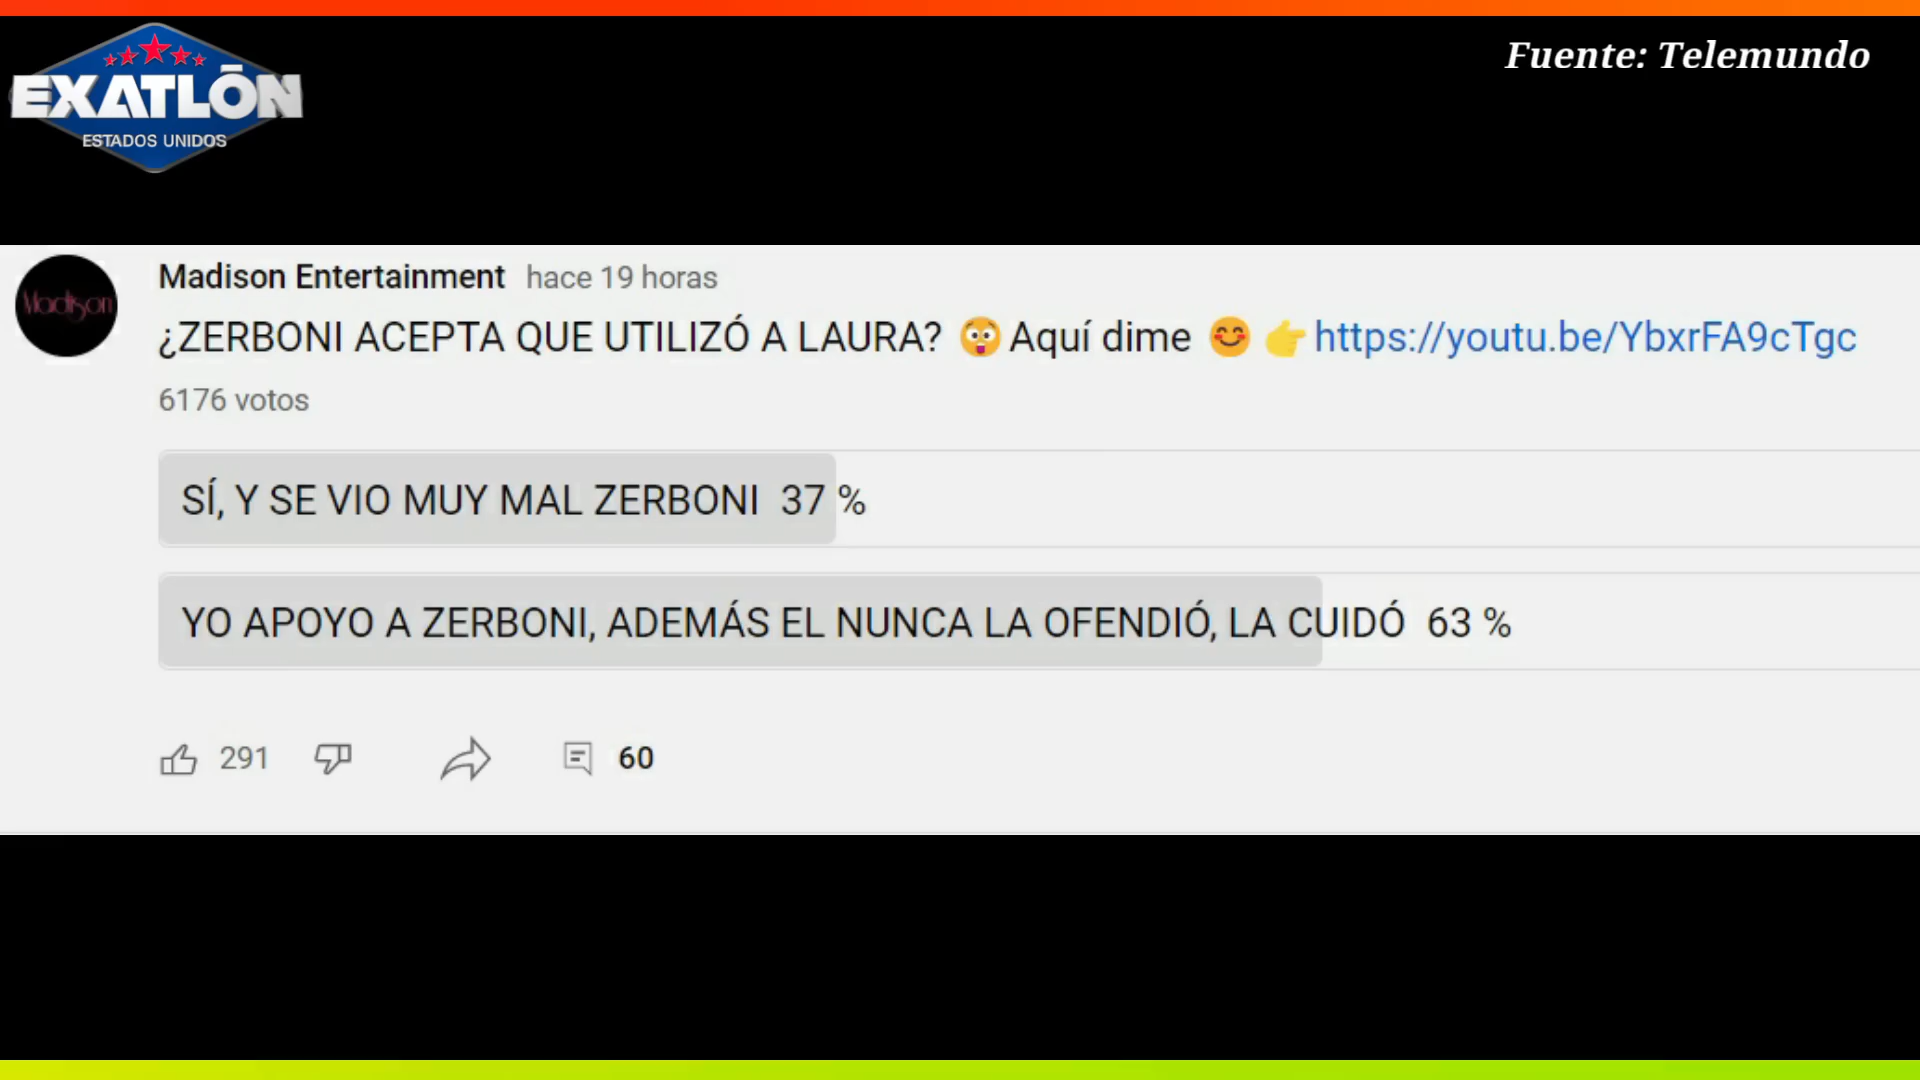 EXATLÓN
ESTADOS UNIDOS
Fuente: Telemundo
Madison
Madison Entertainment hace 19 horas
¿ZERBONI ACEPTA QUE UTILIZÓ A LAURA? 😲 Aquí dime 😊 👉 https://youtu.be/YbxrFA9cTgc
6176 votos
SÍ, Y SE VIO MUY MAL ZERBONI 37 %
YO APOYO A ZERBONI, ADEMÁS EL NUNCA LA OFENDIÓ, LA CUIDÓ 63 %
291 60